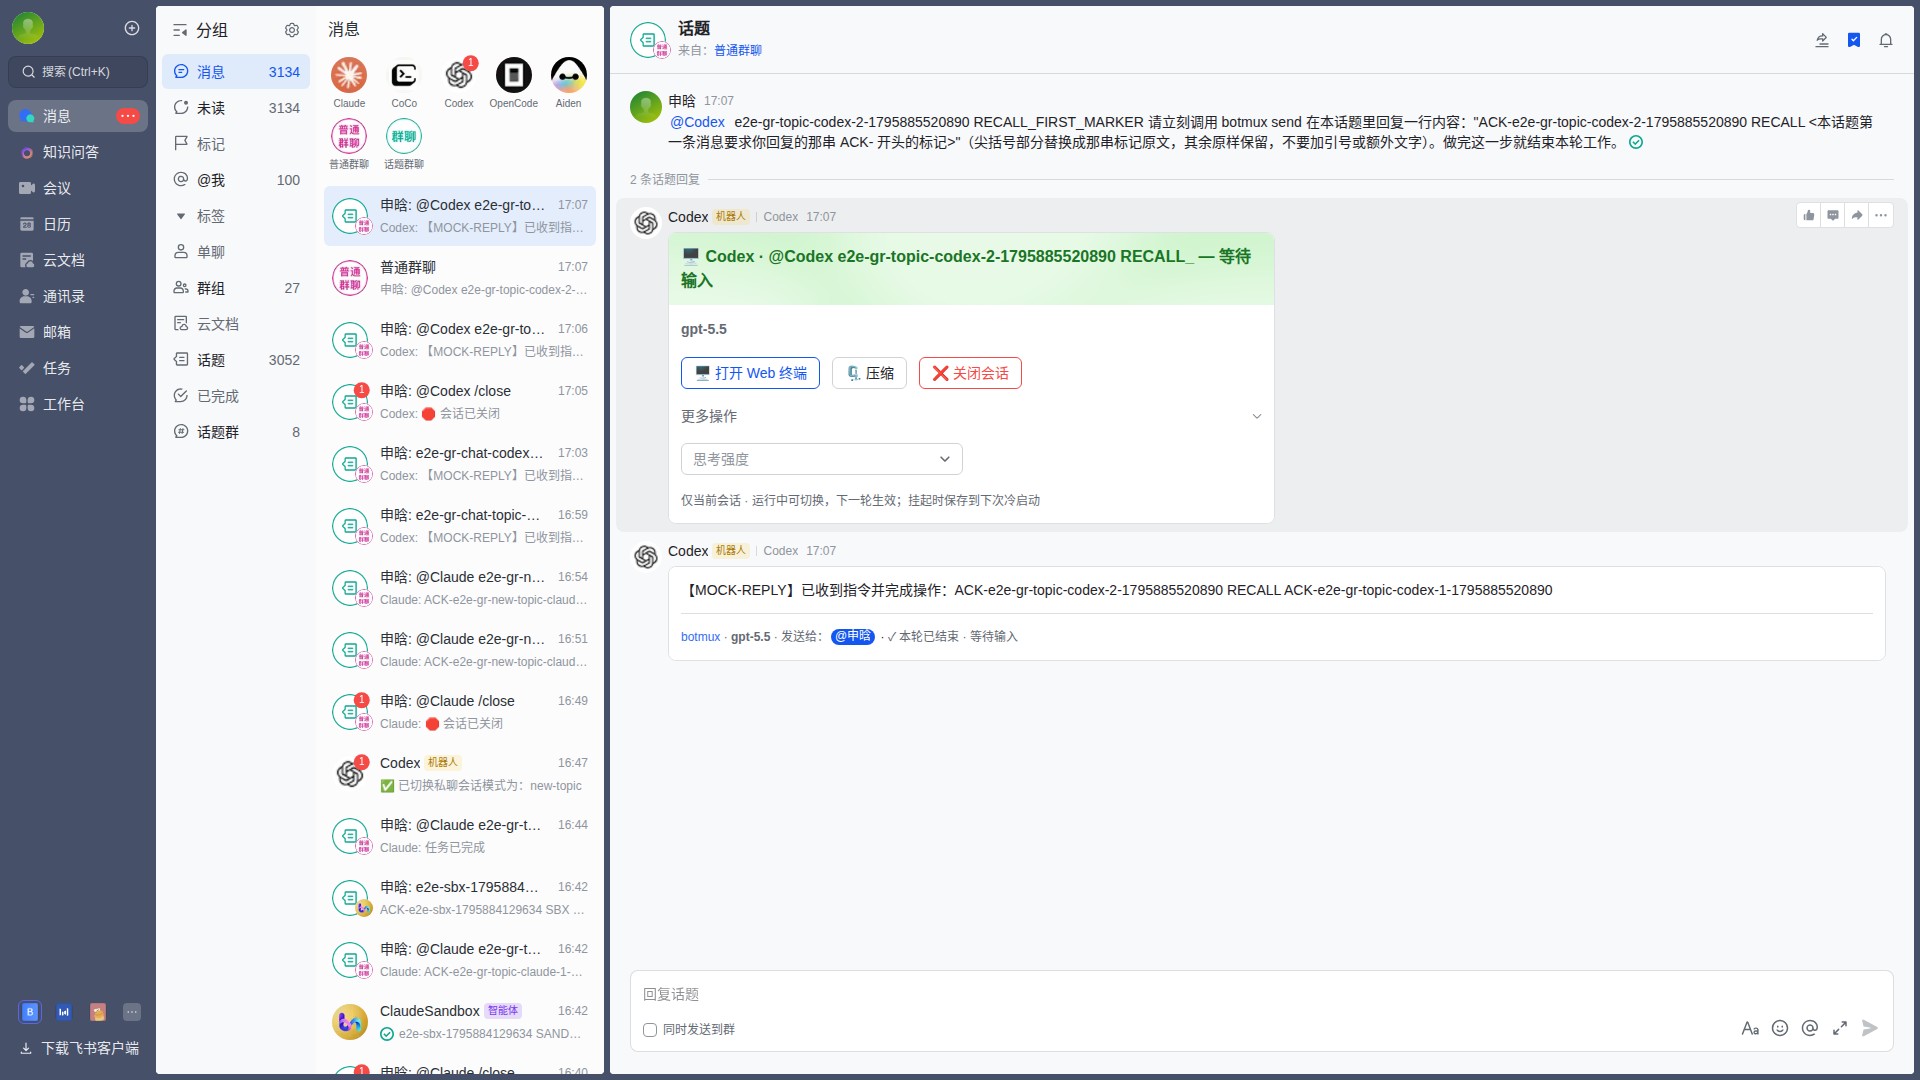 搜索 (Ctrl+K)
消息
知识问答
会议
日历
云文档
通讯录
邮箱
任务
工作台
下载飞书客户端
分组
消息 3134
未读 3134
标记
@我 100
标签
单聊
群组 27
云文档
话题 3052
已完成
话题群 8
消息
1
Claude CoCo Codex OpenCode Aiden
普通群聊 群聊
普通群聊 话题群聊
申晗: @Codex e2e-gr-to... 17:07
Codex: 【MOCK-REPLY】已收到指...
普通群聊 17:07
申晗: @Codex e2e-gr-topic-codex-2-...
申晗: @Codex e2e-gr-to... 17:06
Codex: 【MOCK-REPLY】已收到指...
1
申晗: @Codex /close 17:05
Codex: 会话已关闭
申晗: e2e-gr-chat-codex... 17:03
Codex: 【MOCK-REPLY】已收到指...
申晗: e2e-gr-chat-topic-... 16:59
Codex: 【MOCK-REPLY】已收到指...
申晗: @Claude e2e-gr-n... 16:54
Claude: ACK-e2e-gr-new-topic-claud...
申晗: @Claude e2e-gr-n... 16:51
Claude: ACK-e2e-gr-new-topic-claud...
1
申晗: @Claude /close 16:49
Claude: 会话已关闭
1
Codex 机器人 16:47
已切换私聊会话模式为：new-topic
申晗: @Claude e2e-gr-t... 16:44
Claude: 任务已完成
申晗: e2e-sbx-1795884... 16:42
ACK-e2e-sbx-1795884129634 SBX ...
申晗: @Claude e2e-gr-t... 16:42
Claude: ACK-e2e-gr-topic-claude-1-...
ClaudeSandbox 智能体 16:42
e2e-sbx-1795884129634 SAND...
1
申晗: @Claude /close 16:40
话题
来自：普通群聊
申晗 17:07
@Codex e2e-gr-topic-codex-2-1795885520890 RECALL_FIRST_MARKER 请立刻调用 botmux send 在本话题里回复一行内容："ACK-e2e-gr-topic-codex-2-1795885520890 RECALL <本话题第
一条消息要求你回复的那串 ACK- 开头的标记>"（尖括号部分替换成那串标记原文，其余原样保留，不要加引号或额外文字）。做完这一步就结束本轮工作。
2 条话题回复
Codex 机器人 | Codex 17:07
Codex · @Codex e2e-gr-topic-codex-2-1795885520890 RECALL_ — 等待
输入
gpt-5.5
打开 Web 终端 压缩 关闭会话
更多操作
思考强度
仅当前会话 · 运行中可切换，下一轮生效；挂起时保存到下次冷启动
Codex 机器人 | Codex 17:07
【MOCK-REPLY】已收到指令并完成操作：ACK-e2e-gr-topic-codex-2-1795885520890 RECALL ACK-e2e-gr-topic-codex-1-1795885520890
botmux · gpt-5.5 · 发送给：@申晗 · ✓ 本轮已结束 · 等待输入
回复话题
同时发送到群